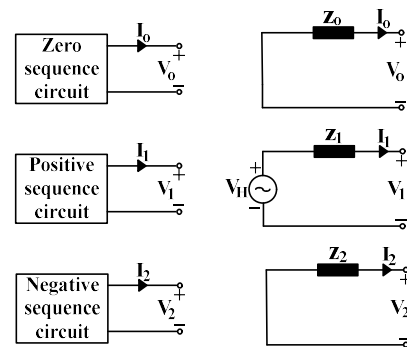 Zero
sequence
circuit
I₀
+
V₀
−
Z₀
I₀
+
V₀
−
Positive
sequence
circuit
I₁
+
V₁
−
Z₁
I₁
+
V_H
−
+
V₁
−
Negative
sequence
circuit
I₂
+
V₂
−
Z₂
I₂
+
V₂
−